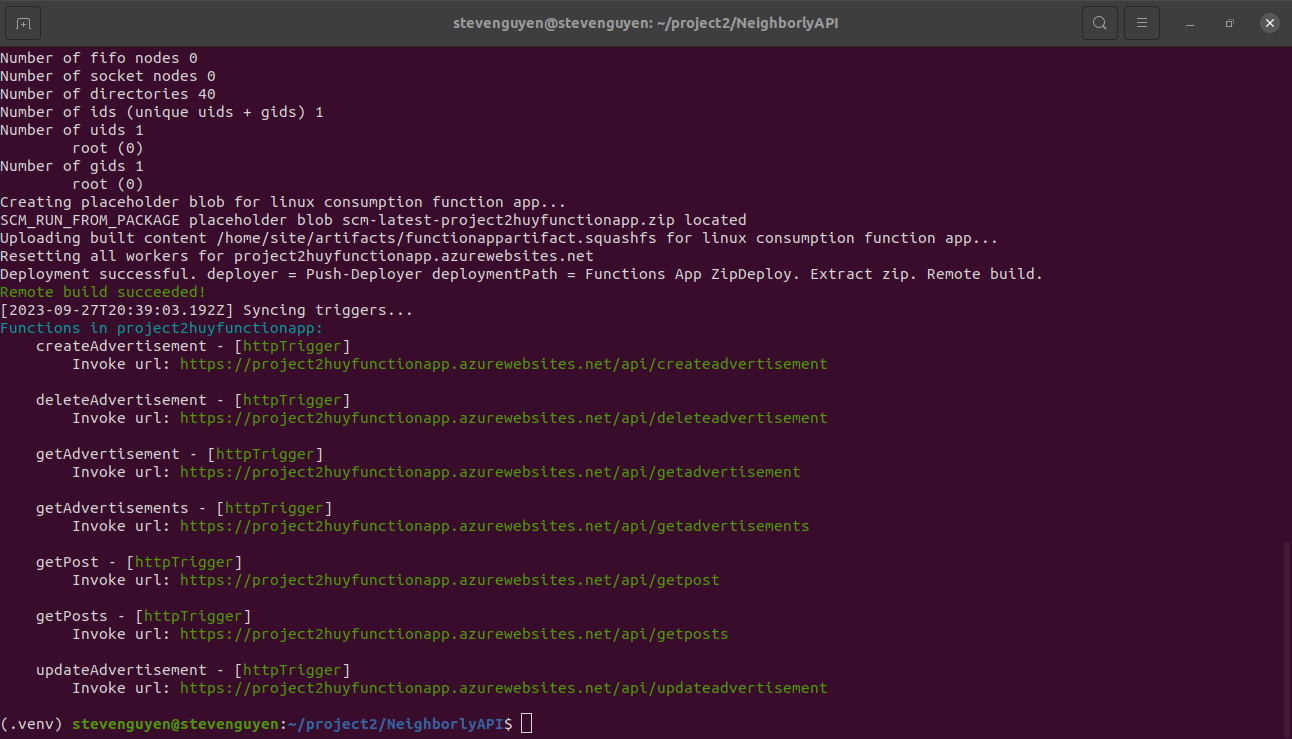 stevenguyen@stevenguyen: ~/project2/NeighborlyAPI
Number of fifo nodes 0
Number of socket nodes 0
Number of directories 40
Number of ids (unique uids + gids) 1
Number of uids 1
root (0)
Number of gids 1
root (0)
Creating placeholder blob for linux consumption function app...
SCM_RUN_FROM_PACKAGE placeholder blob scm-latest-project2huyfunctionapp.zip located
Uploading built content /home/site/artifacts/functionappartifact.squashfs for linux consumption function app...
Resetting all workers for project2huyfunctionapp.azurewebsites.net
Deployment successful. deployer = Push-Deployer deploymentPath = Functions App ZipDeploy. Extract zip. Remote build.
Remote build succeeded!
[2023-09-27T20:39:03.192Z] Syncing triggers...
Functions in project2huyfunctionapp:
createAdvertisement - [httpTrigger]
Invoke url: https://project2huyfunctionapp.azurewebsites.net/api/createadvertisement
deleteAdvertisement - [httpTrigger]
Invoke url: https://project2huyfunctionapp.azurewebsites.net/api/deleteadvertisement
getAdvertisement - [httpTrigger]
Invoke url: https://project2huyfunctionapp.azurewebsites.net/api/getadvertisement
getAdvertisements - [httpTrigger]
Invoke url: https://project2huyfunctionapp.azurewebsites.net/api/getadvertisements
getPost - [httpTrigger]
Invoke url: https://project2huyfunctionapp.azurewebsites.net/api/getpost
getPosts - [httpTrigger]
Invoke url: https://project2huyfunctionapp.azurewebsites.net/api/getposts
updateAdvertisement - [httpTrigger]
Invoke url: https://project2huyfunctionapp.azurewebsites.net/api/updateadvertisement
(.venv) stevenguyen@stevenguyen:~/project2/NeighborlyAPI$